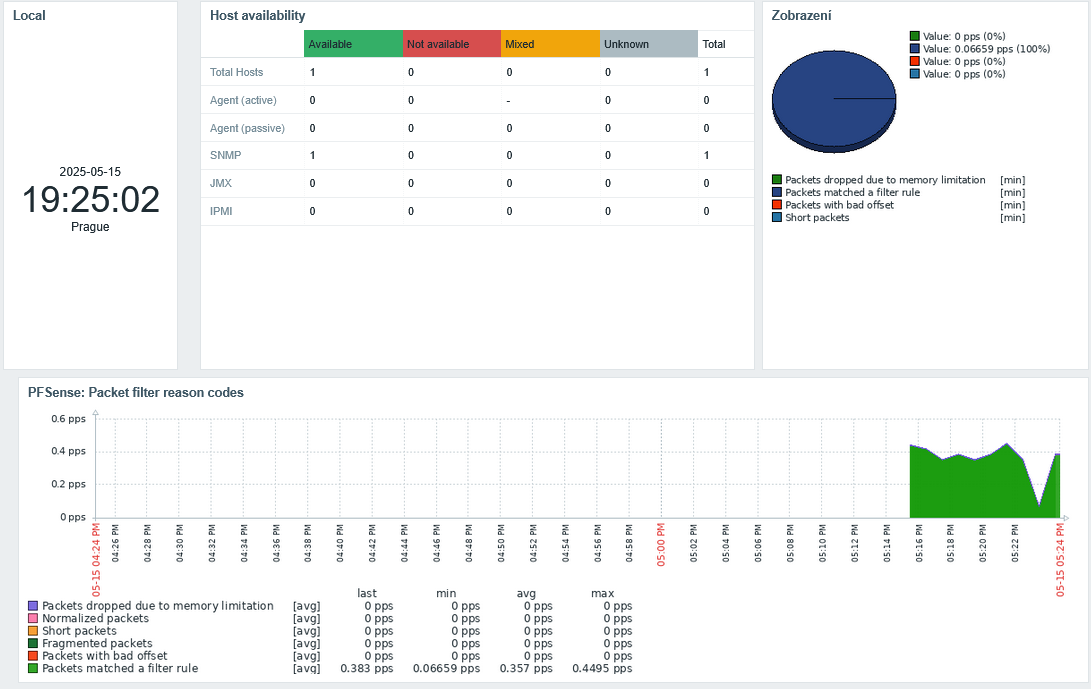 Local
2025-05-15
19:25:02
Prague
Host availability
Available Not available Mixed Unknown Total
Total Hosts 1 0 0 0 1
Agent (active) 0 0 - 0 0
Agent (passive) 0 0 0 0 0
SNMP 1 0 0 0 1
JMX 0 0 0 0 0
IPMI 0 0 0 0 0
Zobrazení
Value: 0 pps (0%)
Value: 0.06659 pps (100%)
Value: 0 pps (0%)
Value: 0 pps (0%)
Packets dropped due to memory limitation [min]
Packets matched a filter rule [min]
Packets with bad offset [min]
Short packets [min]
PFSense: Packet filter reason codes
0.6 pps
0.4 pps
0.2 pps
0 pps
05-15 04:24 PM 04:26 PM 04:28 PM 04:30 PM 04:32 PM 04:34 PM 04:36 PM 04:38 PM 04:40 PM 04:42 PM 04:44 PM 04:46 PM 04:48 PM 04:50 PM 04:52 PM 04:54 PM 04:56 PM 04:58 PM 05:00 PM 05:02 PM 05:04 PM 05:06 PM 05:08 PM 05:10 PM 05:12 PM 05:14 PM 05:16 PM 05:18 PM 05:20 PM 05:22 PM 05-15 05:24 PM
last min avg max
Packets dropped due to memory limitation [avg] 0 pps 0 pps 0 pps 0 pps
Normalized packets [avg] 0 pps 0 pps 0 pps 0 pps
Short packets [avg] 0 pps 0 pps 0 pps 0 pps
Fragmented packets [avg] 0 pps 0 pps 0 pps 0 pps
Packets with bad offset [avg] 0 pps 0 pps 0 pps 0 pps
Packets matched a filter rule [avg] 0.383 pps 0.06659 pps 0.357 pps 0.4495 pps